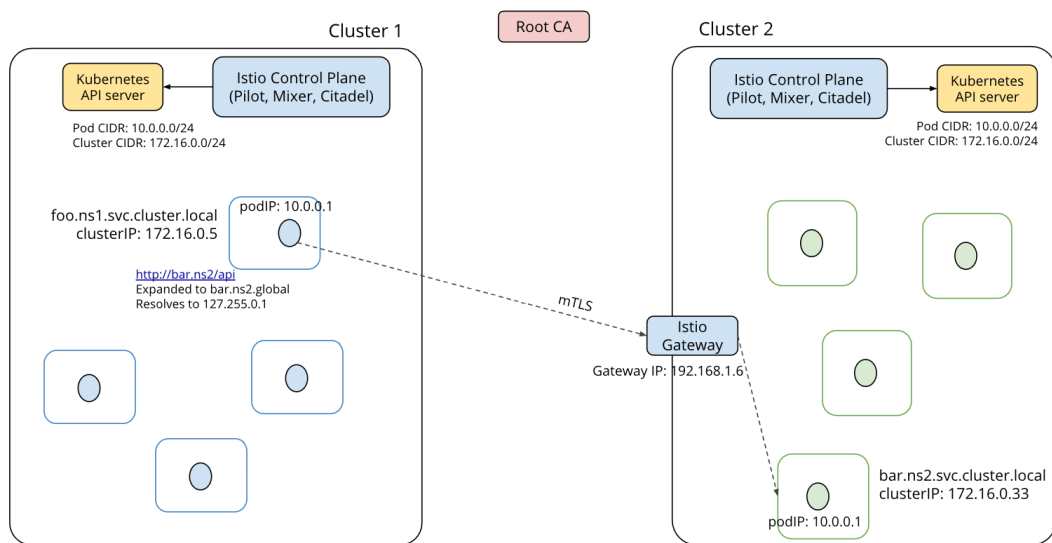 Root CA
Cluster 1
Kubernetes
API server
Istio Control Plane
(Pilot, Mixer, Citadel)
Pod CIDR: 10.0.0.0/24
Cluster CIDR: 172.16.0.0/24
foo.ns1.svc.cluster.local
clusterIP: 172.16.0.5
podIP: 10.0.0.1
http://bar.ns2/api
Expanded to bar.ns2.global
Resolves to 127.255.0.1
mTLS
Cluster 2
Istio Control Plane
(Pilot, Mixer, Citadel)
Kubernetes
API server
Pod CIDR: 10.0.0.0/24
Cluster CIDR: 172.16.0.0/24
Istio
Gateway
Gateway IP: 192.168.1.6
bar.ns2.svc.cluster.local
clusterIP: 172.16.0.33
podIP: 10.0.0.1